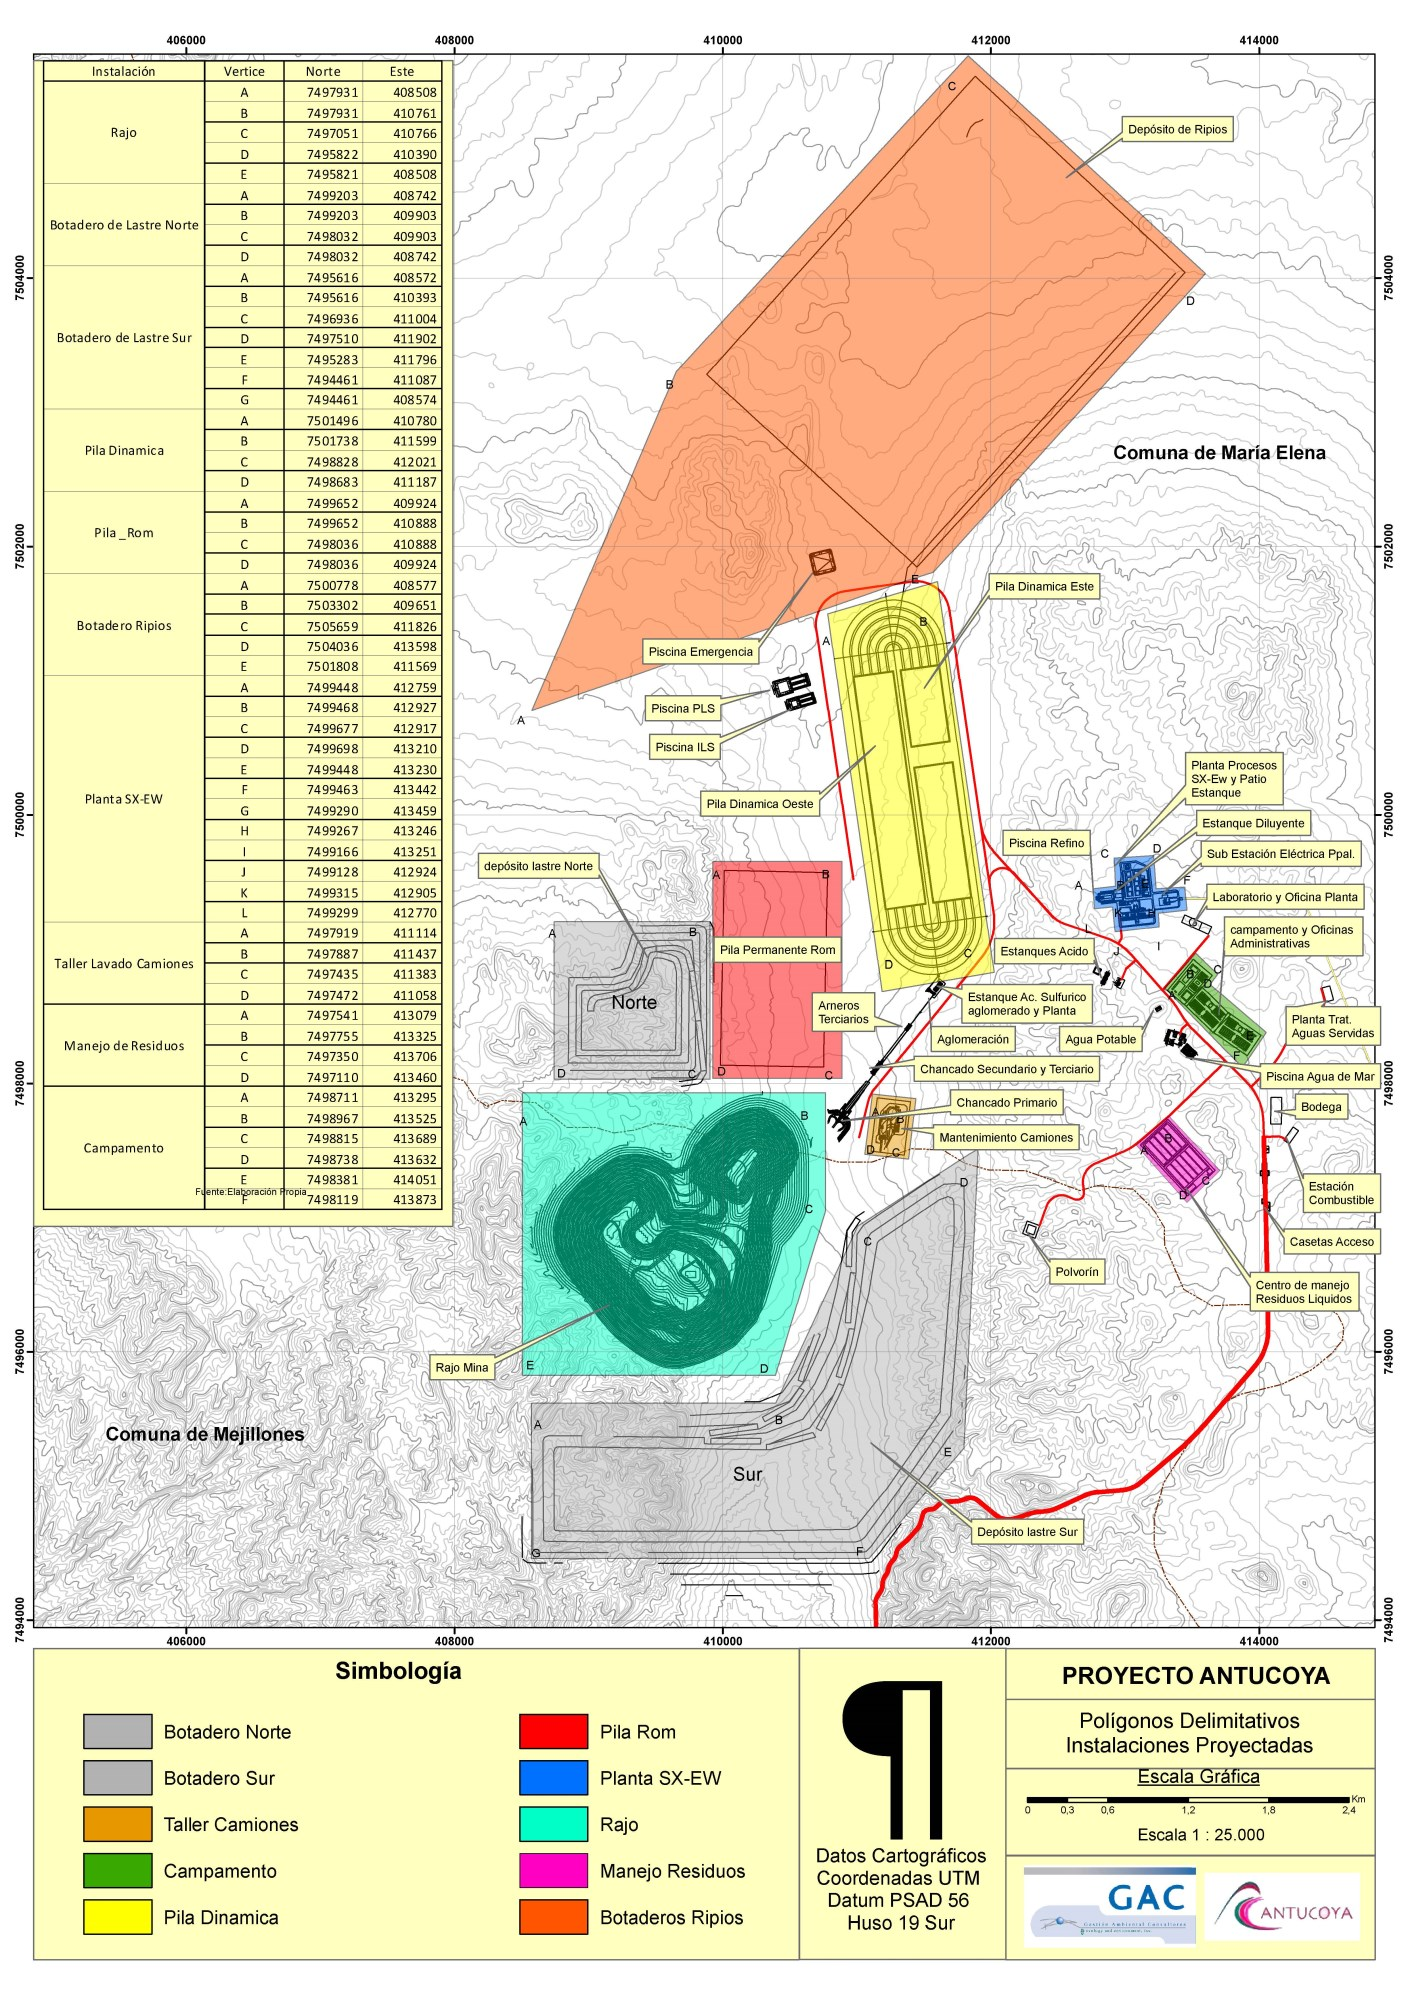 406000 408000 410000 412000 414000
Instalación Vertice Norte Este
Rajo
A 7497931 408508
B 7497931 410761
C 7497051 410766
D 7495822 410390
E 7495821 408508
Botadero de Lastre Norte
A 7499203 408742
B 7499203 409903
C 7498032 409903
D 7498032 408742
Botadero de Lastre Sur
A 7495616 408572
B 7495616 410393
C 7496936 411004
D 7497510 411902
E 7495283 411796
F 7494461 411087
G 7494461 408574
Pila Dinamica
A 7501496 410780
B 7501738 411599
C 7498828 412021
D 7498683 411187
Pila_Rom
A 7499652 409924
B 7499652 410888
C 7498036 410888
D 7498036 409924
Botadero Ripios
A 7500778 408577
B 7503302 409651
C 7505659 411826
D 7504036 413598
E 7501808 411569
Planta SX-EW
A 7499448 412759
B 7499468 412927
C 7499677 412917
D 7499698 413210
E 7499448 413230
F 7499463 413442
G 7499290 413459
H 7499267 413246
I 7499166 413251
J 7499128 412924
K 7499315 412905
L 7499299 412770
Taller Lavado Camiones
A 7497919 411114
B 7497887 411437
C 7497435 411383
D 7497472 411058
Manejo de Residuos
A 7497541 413079
B 7497755 413325
C 7497350 413706
D 7497110 413460
Campamento
A 7498711 413295
B 7498967 413525
C 7498815 413689
D 7498738 413632
E 7498381 414051
F 7498119 413873
Fuente:Elaboración Propia
7504000
7502000
7500000
7498000
7496000
7494000
C
Depósito de Ripios
D
B
Comuna de María Elena
E
Pila Dinamica Este
B
A
Piscina Emergencia
Piscina PLS
A
Piscina ILS
Planta Procesos
SX-Ew y Patio
Estanque
Pila Dinamica Oeste
Estanque Diluyente
Piscina Refino
C D
Sub Estación Eléctrica Ppal.
depósito lastre Norte
A B
A F
Laboratorio y Oficina Planta
K
L
A B
campamento y Oficinas
Administrativas
Pila Permanente Rom
Estanques Acido
J I
D C
B C
D
A
Norte
Arneros
Terciarios
Estanque Ac. Sulfurico
aglomerado y Planta
Planta Trat.
Aguas Servidas
Aglomeración
Agua Potable
E
F
D C D C
Chancado Secundario y Terciario
Piscina Agua de Mar
Chancado Primario
Bodega
A B
A B
Mantenimiento Camiones
D C
A B
D C
Estación
Combustible
D
C
C
Casetas Acceso
Polvorín
Centro de manejo
Residuos Liquidos
Rajo Mina
E D
A B
Comuna de Mejillones
E
Sur
Depósito lastre Sur
G F
7504000
7502000
7500000
7498000
7496000
7494000
406000 408000 410000 412000 414000
Simbología
Botadero Norte
Botadero Sur
Taller Camiones
Campamento
Pila Dinamica
Pila Rom
Planta SX-EW
Rajo
Manejo Residuos
Botaderos Ripios
¶
Datos Cartográficos
Coordenadas UTM
Datum PSAD 56
Huso 19 Sur
PROYECTO ANTUCOYA
Polígonos Delimitativos
Instalaciones Proyectadas
Escala Gráfica
0 0,3 0,6 1,2 1,8 2,4 Km
Escala 1 : 25.000
GAC
Gestión Ambiental Consultores
ANTUCOYA